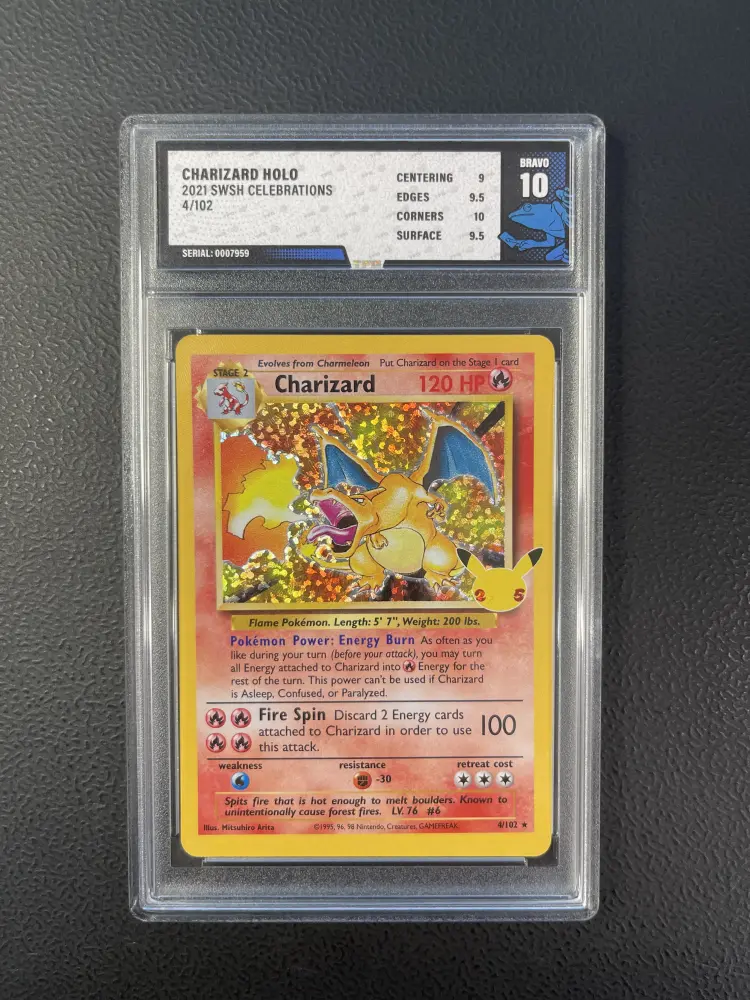 CHARIZARD HOLO
2021 SWSH CELEBRATIONS
4/102
SERIAL: 0007959
CENTERING 9
EDGES 9.5
CORNERS 10
SURFACE 9.5
BRAVO
10
Evolves from Charmeleon Put Charizard on the Stage 1 card
STAGE 2
Charizard 120 HP
Flame Pokémon. Length: 5' 7", Weight: 200 lbs.
Pokémon Power: Energy Burn As often as you
like during your turn (before your attack), you may turn
all Energy attached to Charizard into Energy for the
rest of the turn. This power can't be used if Charizard
is Asleep, Confused, or Paralyzed.
Fire Spin Discard 2 Energy cards
attached to Charizard in order to use
this attack.
100
weakness resistance retreat cost
-30
Spits fire that is hot enough to melt boulders. Known to
unintentionally cause forest fires. LV. 76 #6
Illus. Mitsuhiro Arita ©1995, 96, 98 Nintendo, Creatures, GAMEFREAK. 4/102 ★